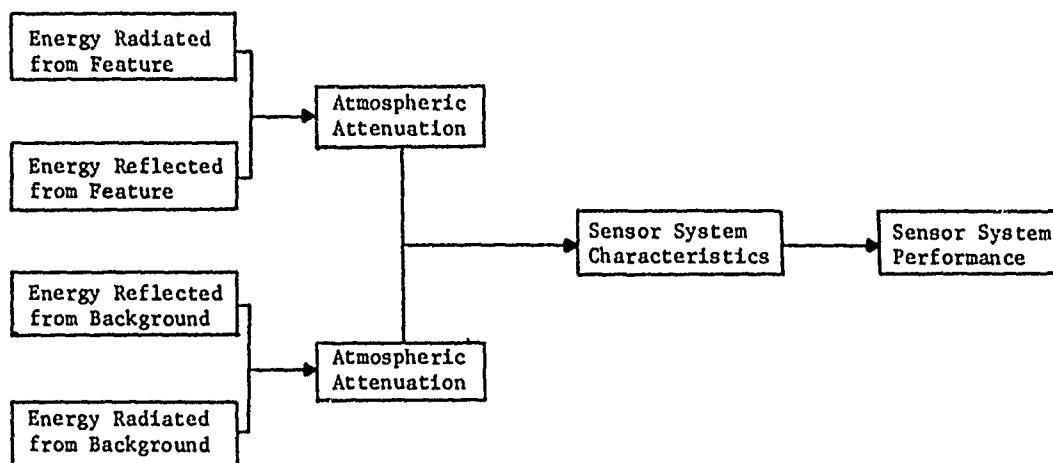 Energy Radiated
from Feature
Energy Reflected
from Feature
Atmospheric
Attenuation
Sensor System
Characteristics
Sensor System
Performance
Energy Reflected
from Background
Atmospheric
Attenuation
Energy Radiated
from Background